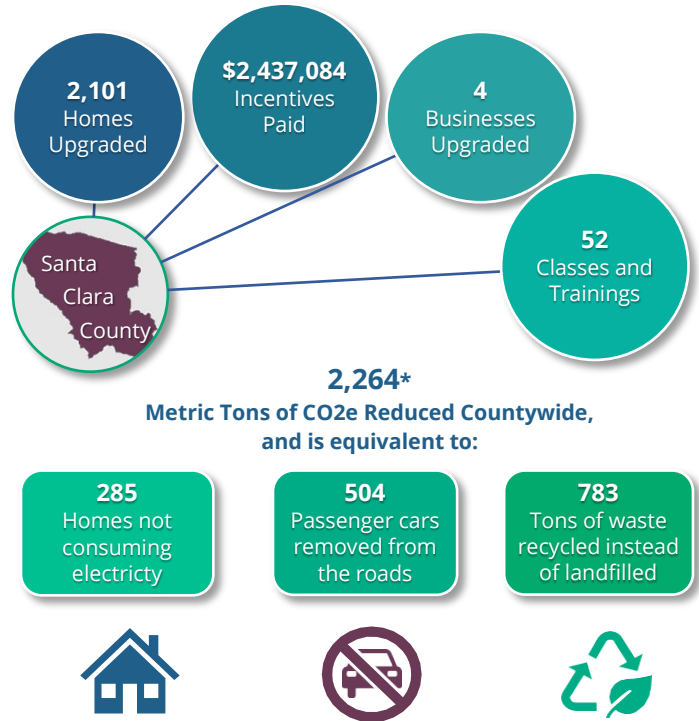 2,101
Homes
Upgraded
$2,437,084
Incentives
Paid
4
Businesses
Upgraded
52
Classes and
Trainings
Santa
Clara
County
2,264*
Metric Tons of CO2e Reduced Countywide,
and is equivalent to:
285
Homes not
consuming
electricty
504
Passenger cars
removed from
the roads
783
Tons of waste
recycled instead
of landfilled